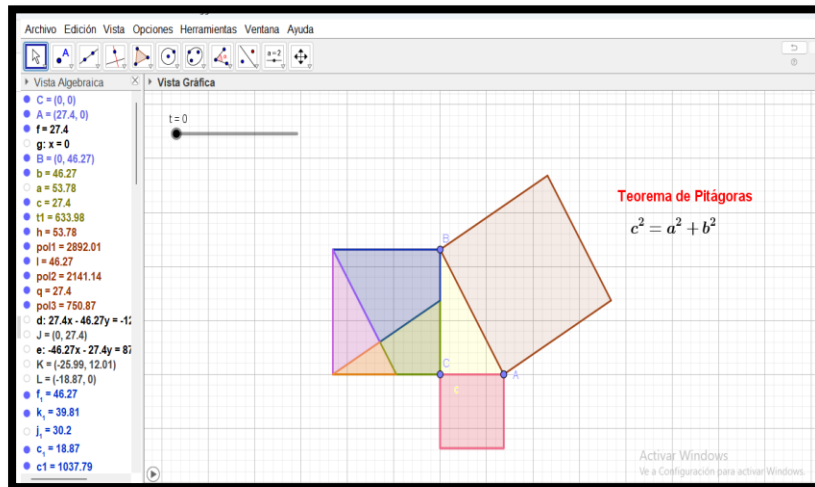 Archivo Edición Vista Opciones Herramientas Ventana Ayuda
A
a=2
Vista Algebraica
Vista Gráfica
C = (0, 0)
A = (27.4, 0)
f = 27.4
g: x = 0
B = (0, 46.27)
b = 46.27
a = 53.78
c = 27.4
t1 = 633.98
h = 53.78
pol1 = 2892.01
l = 46.27
pol2 = 2141.14
q = 27.4
pol3 = 750.87
d: 27.4x - 46.27y = -12
J = (0, 27.4)
e: -46.27x - 27.4y = 87
K = (-25.99, 12.01)
L = (-18.87, 0)
f₁ = 46.27
k₁ = 39.81
j₁ = 30.2
c₁ = 18.87
c1 = 1037.79
t = 0
Teorema de Pitágoras
c² = a² + b²
B
C
A
c
Activar Windows
Ve a Configuración para activar Windows.